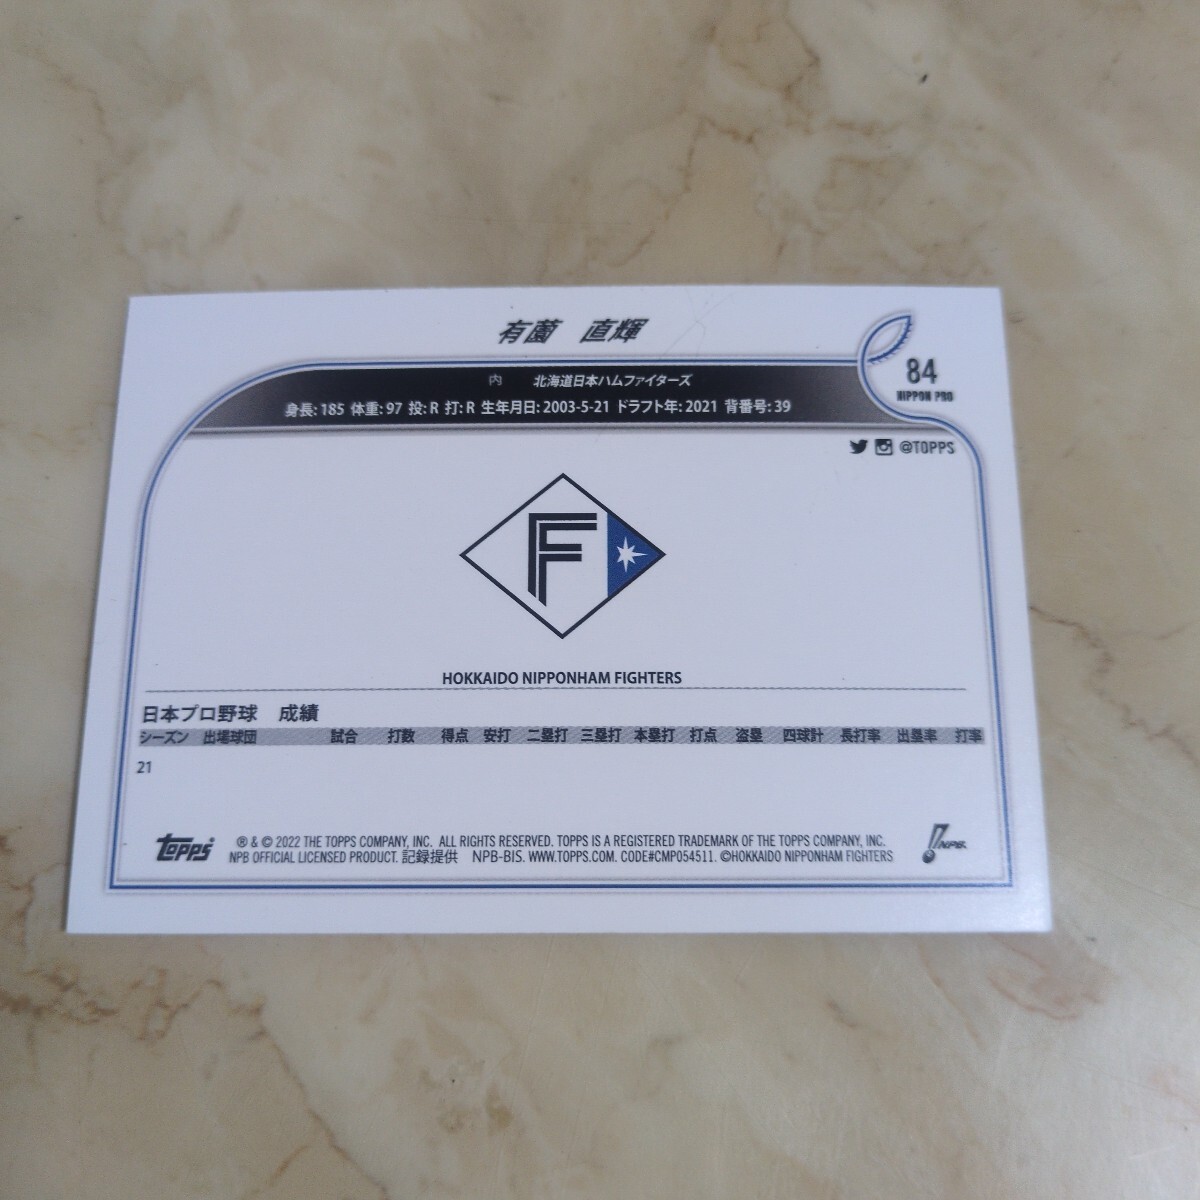 有薗 直輝
84
NIPPON PRO
内 北海道日本ハムファイターズ
身長: 185 体重: 97 投: R 打: R 生年月日: 2003-5-21 ドラフト年: 2021 背番号: 39
@TOPPS
F
HOKKAIDO NIPPONHAM FIGHTERS
日本プロ野球 成績
シーズン 出場球団 試合 打数 得点 安打 二塁打 三塁打 本塁打 打点 盗塁 四球計 長打率 出塁率 打率
21
Topps
® & © 2022 THE TOPPS COMPANY, INC. ALL RIGHTS RESERVED. TOPPS IS A REGISTERED TRADEMARK OF THE TOPPS COMPANY, INC.
NPB OFFICIAL LICENSED PRODUCT. 記録提供 NPB-BIS. WWW.TOPPS.COM. CODE#CMP054511. ©HOKKAIDO NIPPONHAM FIGHTERS
NPB